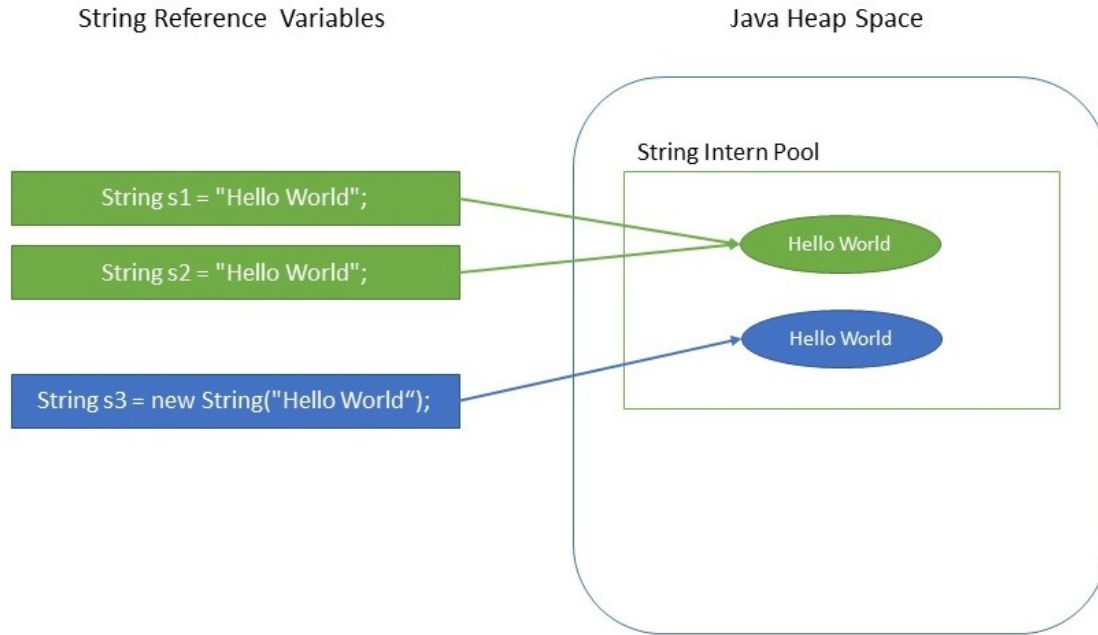 String Reference Variables
Java Heap Space
String Intern Pool
String s1 = "Hello World";
Hello World
String s2 = "Hello World";
Hello World
String s3 = new String("Hello World“);